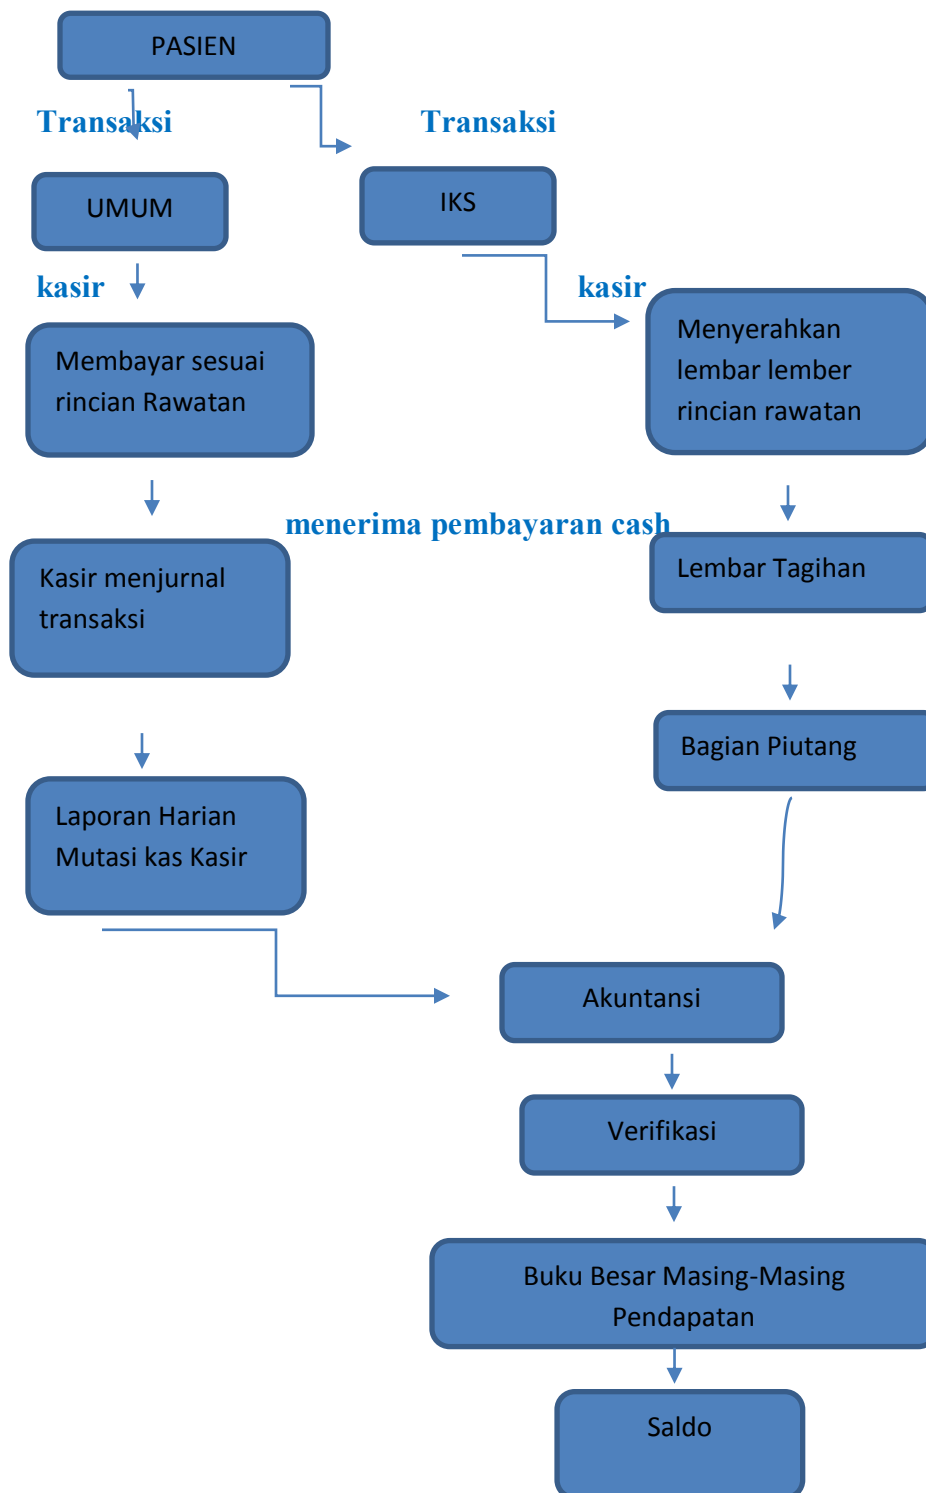 PASIEN
Transaksi
Transaksi
UMUM
IKS
kasir
kasir
Membayar sesuai
rincian Rawatan
Menyerahkan
lembar lember
rincian rawatan
menerima pembayaran cash
Kasir menjurnal
transaksi
Lembar Tagihan
Bagian Piutang
Laporan Harian
Mutasi kas Kasir
Akuntansi
Verifikasi
Buku Besar Masing-Masing
Pendapatan
Saldo